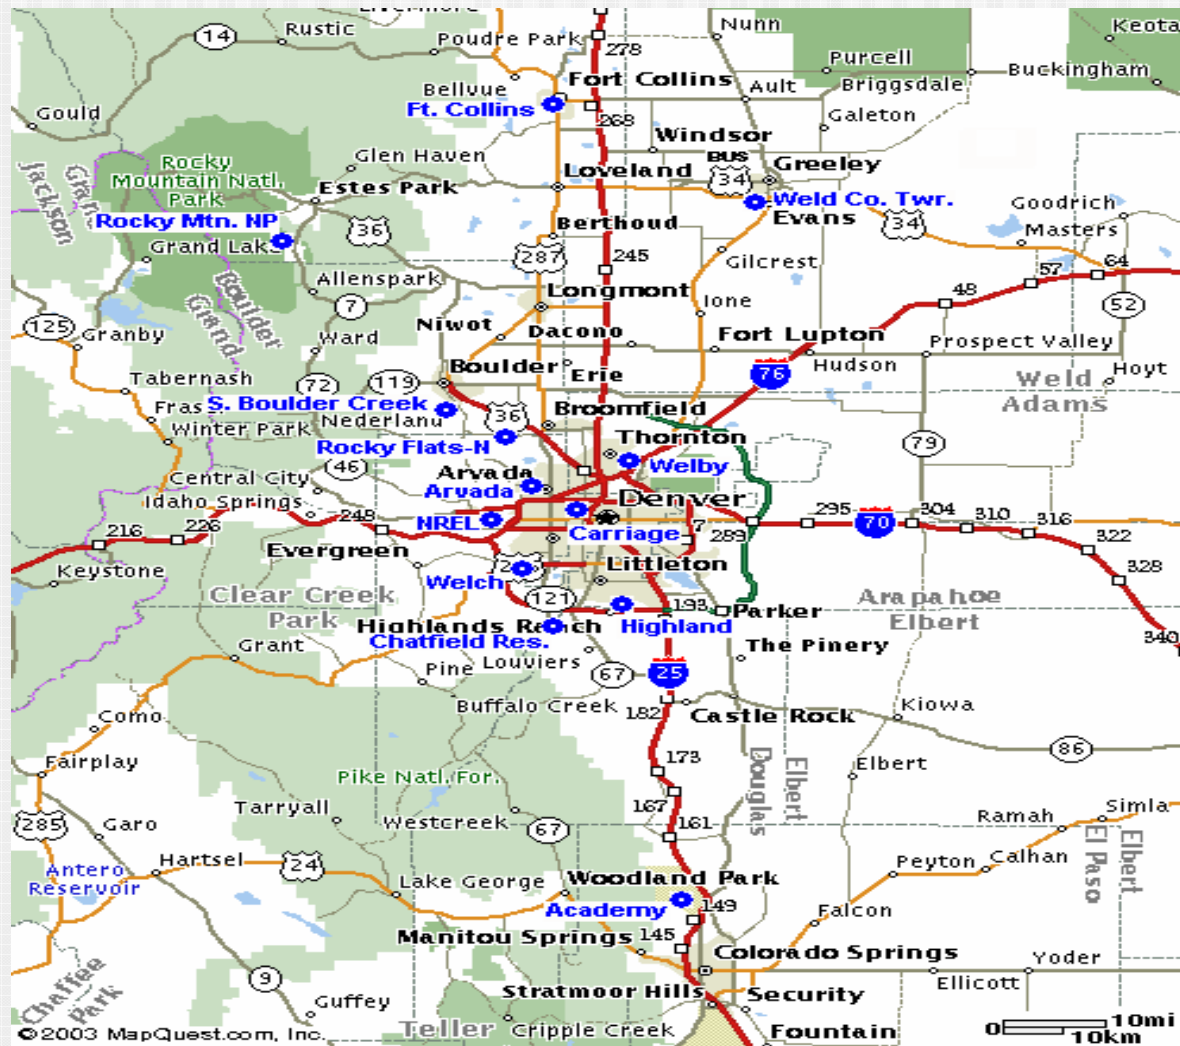 Livermore
Nunn
Keota
14
Rustic
Poudre Park
278
Purcell
Buckingham
Bellvue
Fort Collins
Ault
Briggsdale
Ft. Collins
Gould
268
Galeton
Windsor
Rocky
Mountain Natl.
Park
Glen Haven
BUS
34
Greeley
Loveland
Jackson
Grand
Estes Park
Weld Co. Twr.
Goodrich
Rocky Mtn. NP
36
Berthoud
Evans
34
Masters
Grand Lake
287
245
Gilcrest
64
57
Allenspark
Boulder
Grand
Longmont
Ione
48
52
7
125
Granby
Ward
Niwot
Dacono
Fort Lupton
Prospect Valley
Boulder
Erie
76
Hudson
Hoyt
Tabernash
72
119
Weld
Adams
Fras
S. Boulder Creek
36
Broomfield
Nederland
Winter Park
Rocky Flats-N
Thornton
79
46
Arvada
Welby
Central City
Arvada
Denver
Idaho Springs
248
NREL
Carriage
7
289
295
70
304
310
316
216
226
Evergreen
322
Keystone
2
Littleton
328
Welch
Clear Creek
Park
121
193
Parker
Arapahoe
Elbert
Highlands Ranch
Highland
340
Chatfield Res.
The Pinery
Grant
Pine
Louviers
67
25
Buffalo Creek
182
Castle Rock
Kiowa
Como
86
Fairplay
173
Douglas
Elbert
Elbert
Pike Natl. For.
Tarryall
167
Simla
285
Garo
Westcreek
67
161
Ramah
El Paso
Elbert
Antero
Reservoir
Hartsel
24
Peyton
Calhan
Lake George
Woodland Park
Academy
149
Falcon
Manitou Springs
145
Colorado Springs
Yoder
9
Ellicott
Chaffee
Park
Stratmoor Hills
Security
Guffey
©2003 MapQuest.com, Inc.
Teller
Cripple Creek
Fountain
0
10mi
10km